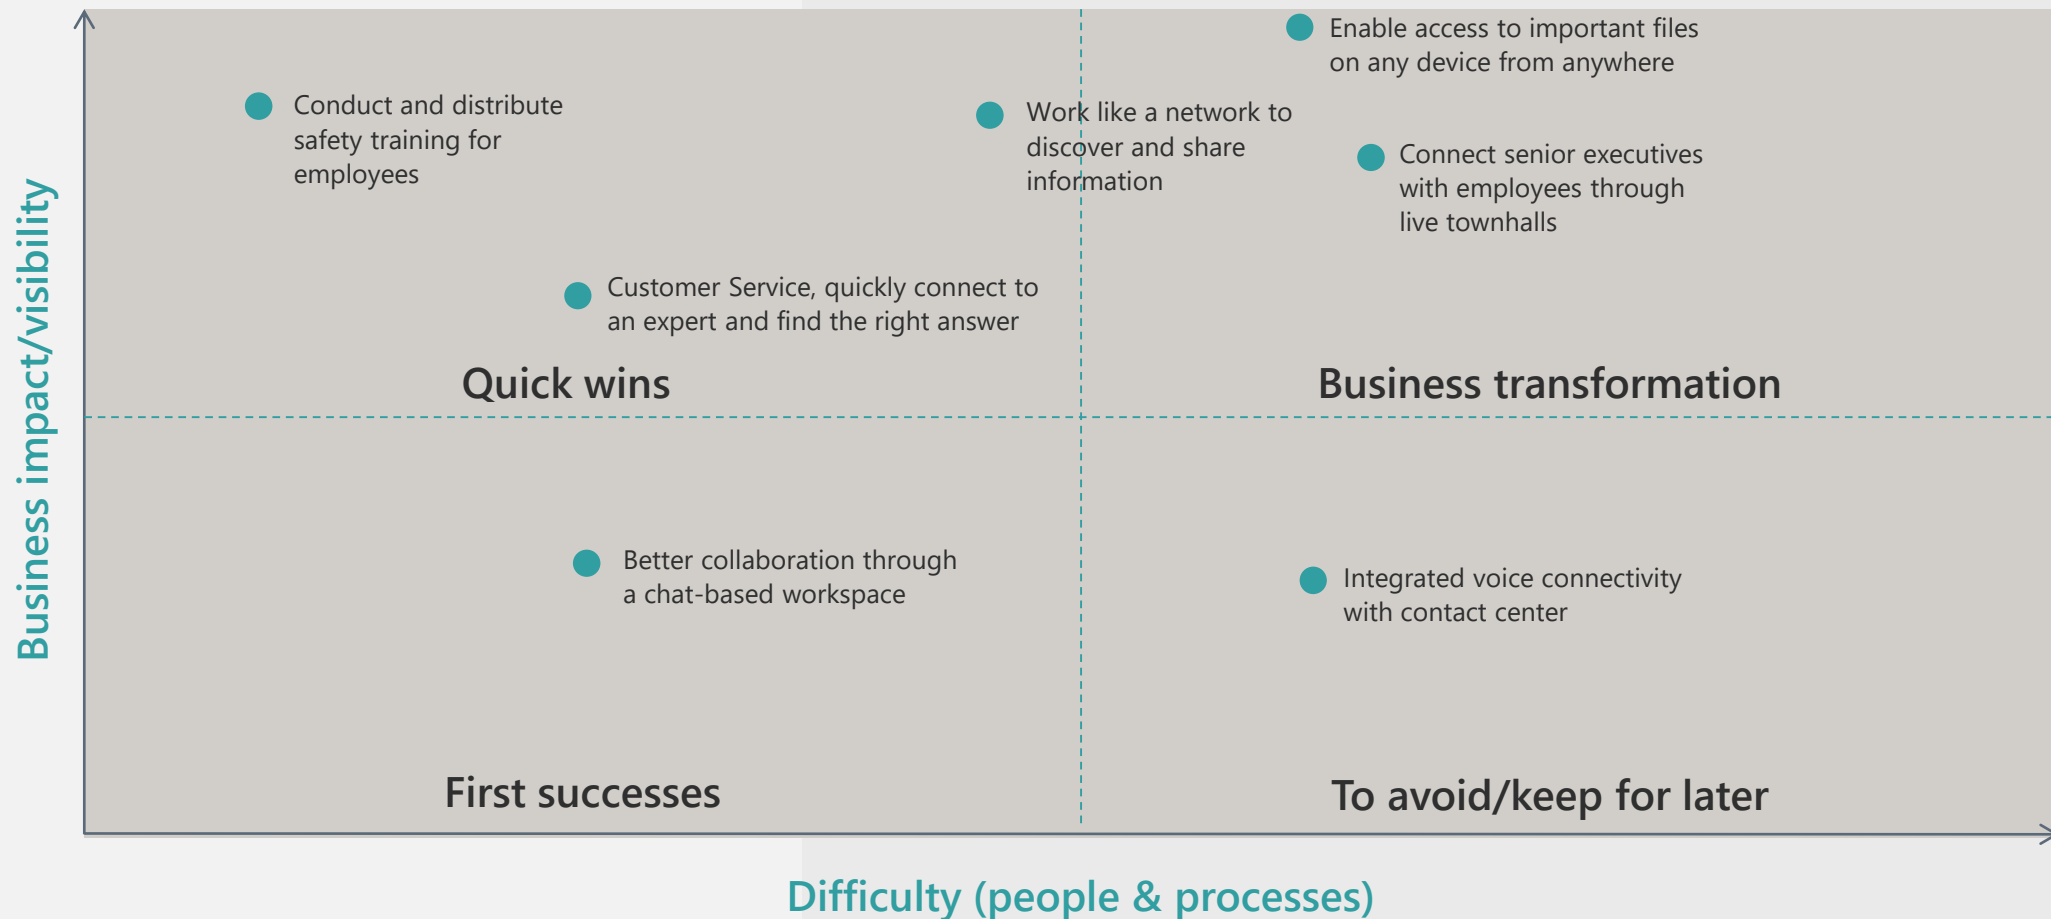 Business impact/visibility
Conduct and distribute
safety training for
employees
Work like a network to
discover and share
information
Enable access to important files
on any device from anywhere
Connect senior executives
with employees through
live townhalls
Customer Service, quickly connect to
an expert and find the right answer
Quick wins
Business transformation
Better collaboration through
a chat-based workspace
Integrated voice connectivity
with contact center
First successes
To avoid/keep for later
Difficulty (people & processes)